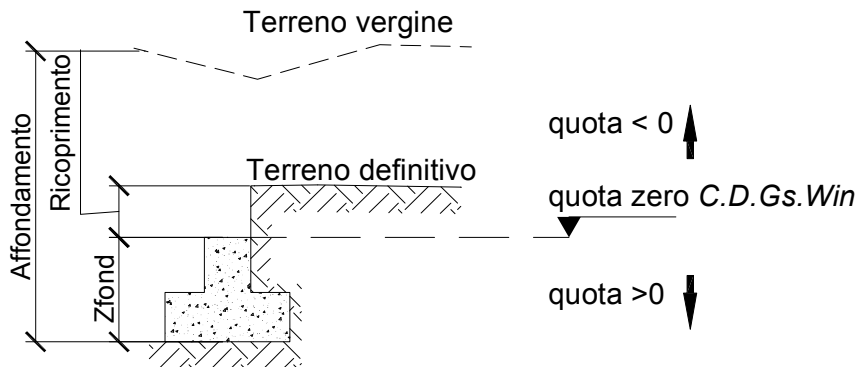 Terreno vergine
Affondamento
Ricoprimento
quota < 0
Terreno definitivo
quota zero C.D.Gs.Win
Zfond
quota >0